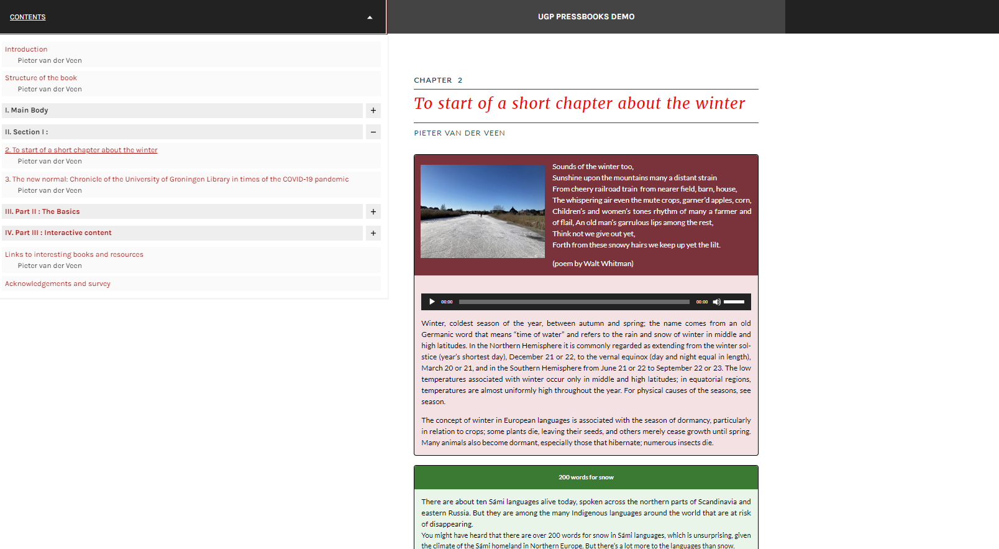 CONTENTS
▲
UGP PRESSBOOKS DEMO
Introduction
Pieter van der Veen
Structure of the book
Pieter van der Veen
I. Main Body
+
II. Section I :
−
2. To start of a short chapter about the winter
Pieter van der Veen
3. The new normal: Chronicle of the University of Groningen Library in times of the COVID-19 pandemic
Pieter van der Veen
III. Part II : The Basics
+
IV. Part III : Interactive content
+
Links to interesting books and resources
Pieter van der Veen
Acknowledgements and survey
CHAPTER 2
To start of a short chapter about the winter
PIETER VAN DER VEEN
Sounds of the winter too,
Sunshine upon the mountains many a distant strain
From cheery railroad train from nearer field, barn, house,
The whispering air even the mute crops, garner’d apples, corn,
Children’s and women’s tones rhythm of many a farmer and
of flail, An old man’s garrulous lips among the rest,
Think not we give out yet,
Forth from these snowy hairs we keep up yet the lilt.
(poem by Walt Whitman)
00:00
00:00
Winter, coldest season of the year, between autumn and spring; the name comes from an old
Germanic word that means “time of water” and refers to the rain and snow of winter in middle and
high latitudes. In the Northern Hemisphere it is commonly regarded as extending from the winter sol-
stice (year’s shortest day), December 21 or 22, to the vernal equinox (day and night equal in length),
March 20 or 21, and in the Southern Hemisphere from June 21 or 22 to September 22 or 23. The low
temperatures associated with winter occur only in middle and high latitudes; in equatorial regions,
temperatures are almost uniformly high throughout the year. For physical causes of the seasons, see
season.
The concept of winter in European languages is associated with the season of dormancy, particularly
in relation to crops; some plants die, leaving their seeds, and others merely cease growth until spring.
Many animals also become dormant, especially those that hibernate; numerous insects die.
200 words for snow
There are about ten Sámi languages alive today, spoken across the northern parts of Scandinavia and
eastern Russia. But they are among the many Indigenous languages around the world that are at risk
of disappearing.
You might have heard that there are over 200 words for snow in Sámi languages, which is unsurprising, given
the climate of the Sámi homeland in Northern Europe. But there’s a lot more to the languages than snow.